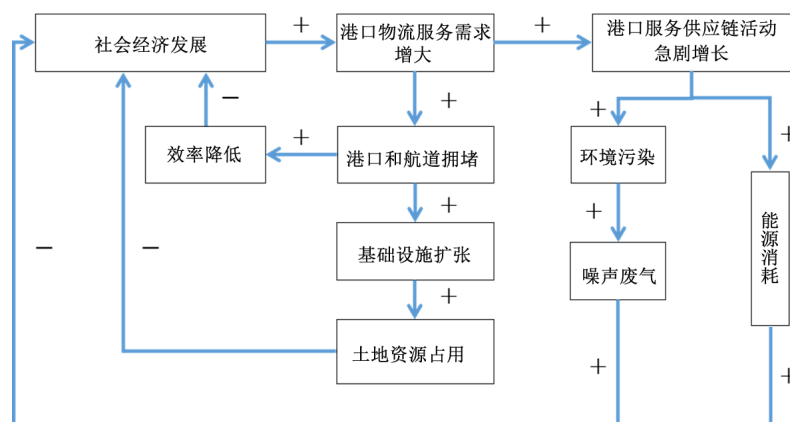 社会经济发展
+
港口物流服务需求
增大
+
港口服务供应链活动
急剧增长
−
+
+
+
效率降低
+
港口和航道拥堵
环境污染
−
−
+
+
能源消耗
基础设施扩张
噪声废气
+
土地资源占用
+
+